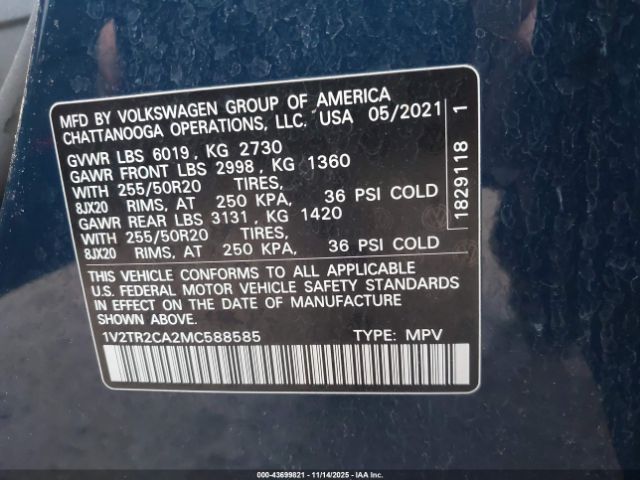 MFD BY VOLKSWAGEN GROUP OF AMERICA
CHATTANOOGA OPERATIONS, LLC. USA 05/2021
GVWR LBS 6019, KG 2730
GAWR FRONT LBS 2998, KG 1360
WITH 255/50R20 TIRES,
8JX20 RIMS, AT 250 KPA, 36 PSI COLD
GAWR REAR LBS 3131, KG 1420
WITH 255/50R20 TIRES,
8JX20 RIMS, AT 250 KPA, 36 PSI COLD
THIS VEHICLE CONFORMS TO ALL APPLICABLE
U.S. FEDERAL MOTOR VEHICLE SAFETY STANDARDS
IN EFFECT ON THE DATE OF MANUFACTURE
SHOWN ABOVE.
1V2TR2CA2MC588585 TYPE: MPV
1829118 1
000-43699821 - 11/14/2025 - IAAI.CA